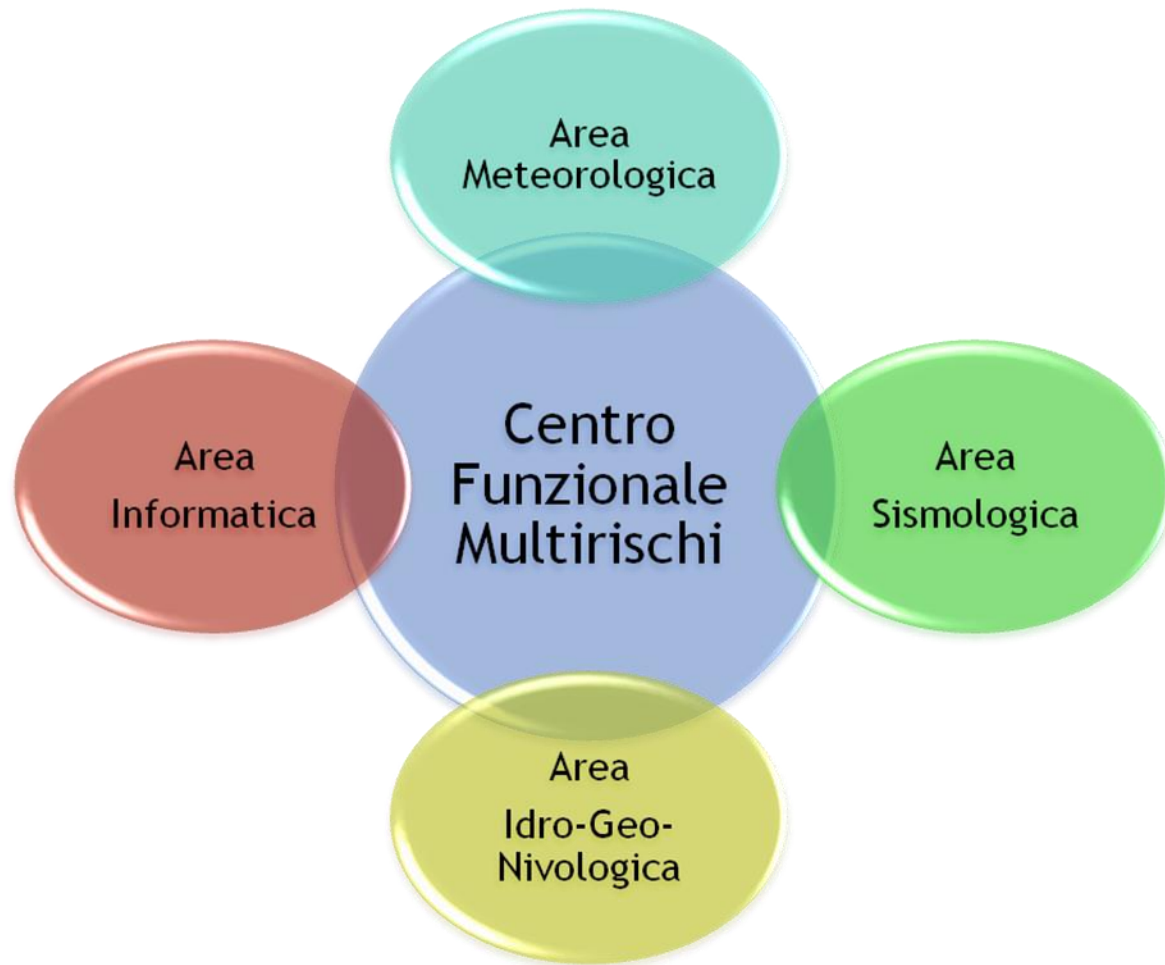 Area
Meteorologica
Area
Informatica
Centro
Funzionale
Multirischi
Area
Sismologica
Area
Idro-Geo-
Nivologica